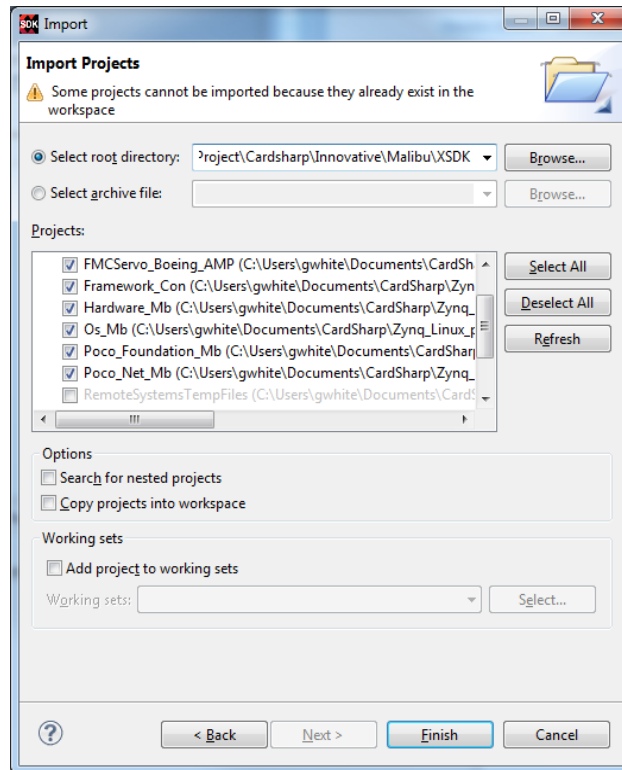 SDK Import
Import Projects
Some projects cannot be imported because they already exist in the
workspace
Select root directory: Project\Cardsharp\Innovative\Malibu\XSDK Browse...
Select archive file: Browse...
Projects:
FMCServo_Boeing_AMP (C:\Users\gwhite\Documents\CardSh
Framework_Con (C:\Users\gwhite\Documents\CardSharp\Zyn
Hardware_Mb (C:\Users\gwhite\Documents\CardSharp\Zynq_
Os_Mb (C:\Users\gwhite\Documents\CardSharp\Zynq_Linux_p
Poco_Foundation_Mb (C:\Users\gwhite\Documents\CardShar
Poco_Net_Mb (C:\Users\gwhite\Documents\CardSharp\Zynq_
RemoteSystemsTempFiles (C:\Users\gwhite\Documents\CardS
Select All
Deselect All
Refresh
Options
Search for nested projects
Copy projects into workspace
Working sets
Add project to working sets
Working sets: Select...
? < Back Next > Finish Cancel